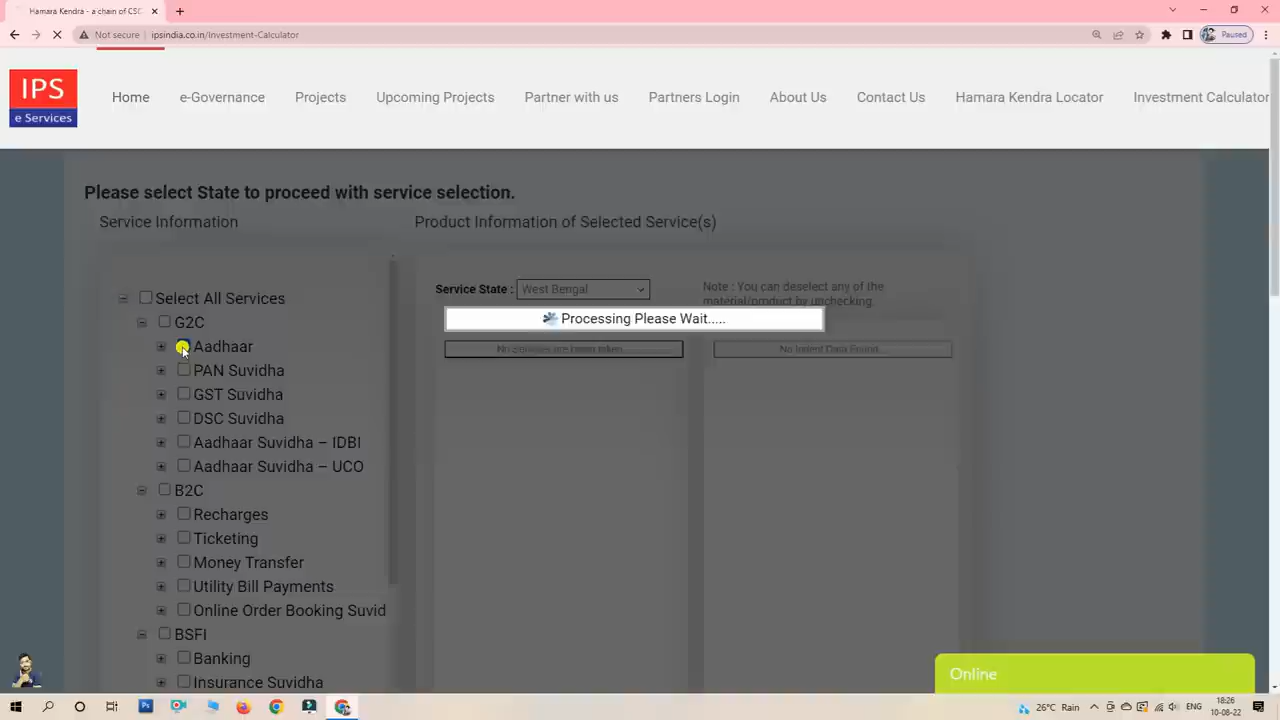 Hamara Kendra - a chain of CSC
Not secure | ipsindia.co.in/Investment-Calculator
Paused
IPS
e Services
Home
e-Governance
Projects
Upcoming Projects
Partner with us
Partners Login
About Us
Contact Us
Hamara Kendra Locator
Investment Calculator
Please select State to proceed with service selection.
Service Information
Product Information of Selected Service(s)
Select All Services
G2C
Aadhaar
PAN Suvidha
GST Suvidha
DSC Suvidha
Aadhaar Suvidha – IDBI
Aadhaar Suvidha – UCO
B2C
Recharges
Ticketing
Money Transfer
Utility Bill Payments
Online Order Booking Suvid
BSFI
Banking
Insurance Suvidha
Service State :
West Bengal
Note : You can deselect any of the
material/product by unchecking.
Processing Please Wait.....
No Services are been taken
Online
26°C Rain
ENG
18:26
10-08-22